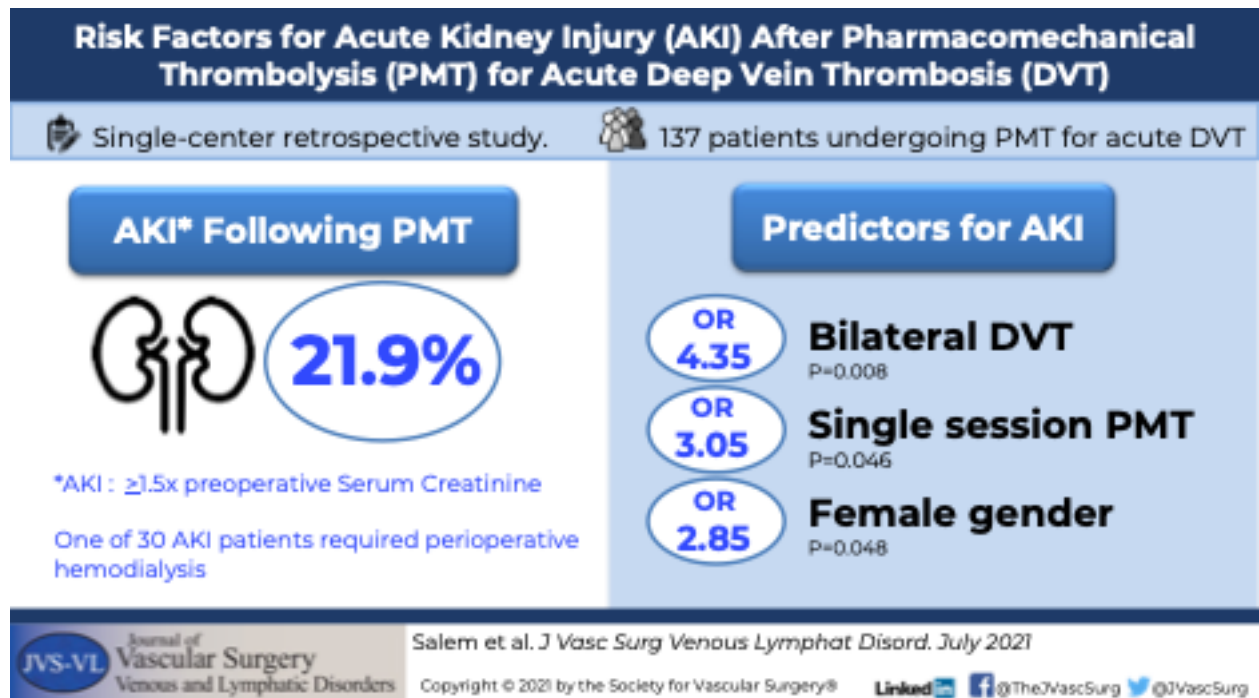 Risk Factors for Acute Kidney Injury (AKI) After Pharmacomechanical
Thrombolysis (PMT) for Acute Deep Vein Thrombosis (DVT)
Single-center retrospective study.
137 patients undergoing PMT for acute DVT
AKI* Following PMT
21.9%
*AKI : ≥1.5x preoperative Serum Creatinine
One of 30 AKI patients required perioperative
hemodialysis
Predictors for AKI
OR
4.35
Bilateral DVT
P=0.008
OR
3.05
Single session PMT
P=0.046
OR
2.85
Female gender
P=0.048
JVS-VL
Journal of
Vascular Surgery
Venous and Lymphatic Disorders
Salem et al. J Vasc Surg Venous Lymphat Disord. July 2021
Copyright © 2021 by the Society for Vascular Surgery®
Linked in
@TheJVascSurg
@JVascSurg